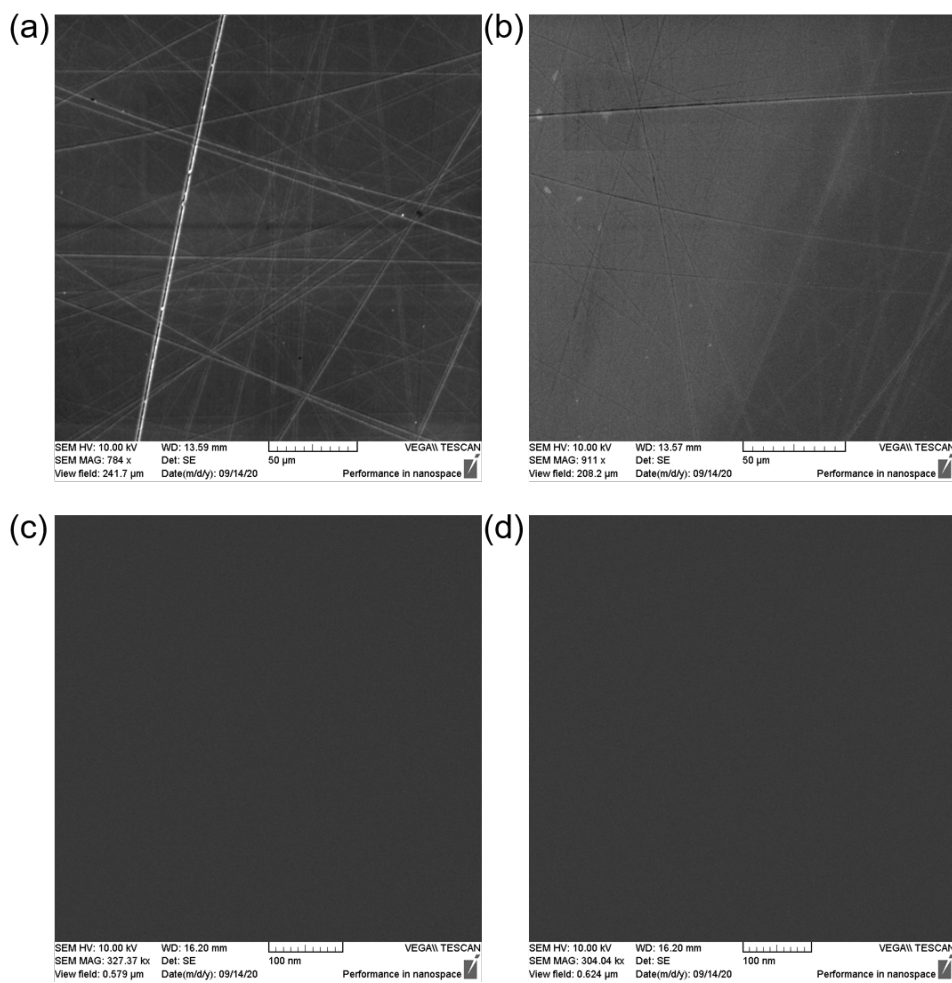 (a)
(b)
SEM HV: 10.00 kV WD: 13.59 mm VEGA\\ TESCAN
SEM MAG: 784 x Det: SE 50 µm
View field: 241.7 µm Date(m/d/y): 09/14/20 Performance in nanospace
SEM HV: 10.00 kV WD: 13.57 mm VEGA\\ TESCAN
SEM MAG: 911 x Det: SE 50 µm
View field: 208.2 µm Date(m/d/y): 09/14/20 Performance in nanospace
(c)
(d)
SEM HV: 10.00 kV WD: 16.20 mm VEGA\\ TESCAN
SEM MAG: 327.37 kx Det: SE 100 nm
View field: 0.579 µm Date(m/d/y): 09/14/20 Performance in nanospace
SEM HV: 10.00 kV WD: 16.20 mm VEGA\\ TESCAN
SEM MAG: 304.04 kx Det: SE 100 nm
View field: 0.624 µm Date(m/d/y): 09/14/20 Performance in nanospace